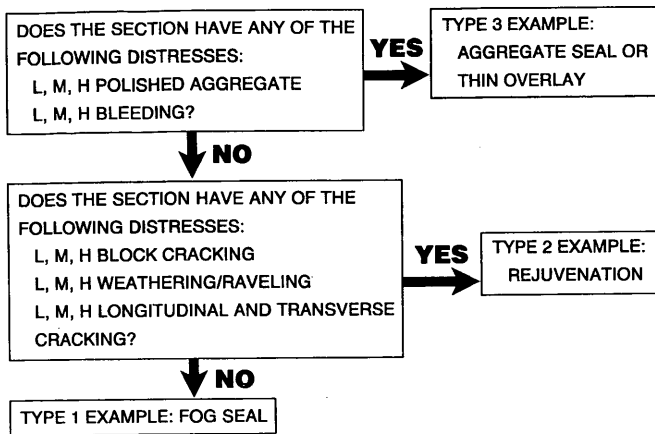 DOES THE SECTION HAVE ANY OF THE
FOLLOWING DISTRESSES:
L, M, H POLISHED AGGREGATE
L, M, H BLEEDING?
YES
TYPE 3 EXAMPLE:
AGGREGATE SEAL OR
THIN OVERLAY
NO
DOES THE SECTION HAVE ANY OF THE
FOLLOWING DISTRESSES:
L, M, H BLOCK CRACKING
L, M, H WEATHERING/RAVELING
L, M, H LONGITUDINAL AND TRANSVERSE
CRACKING?
YES
TYPE 2 EXAMPLE:
REJUVENATION
NO
TYPE 1 EXAMPLE: FOG SEAL